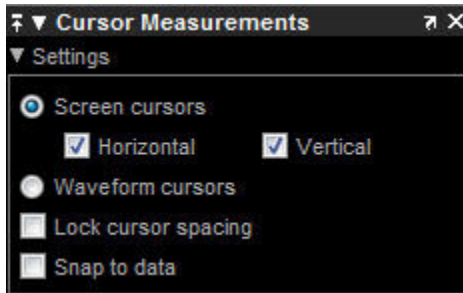 Cursor Measurements
Settings
Screen cursors
Horizontal Vertical
Waveform cursors
Lock cursor spacing
Snap to data